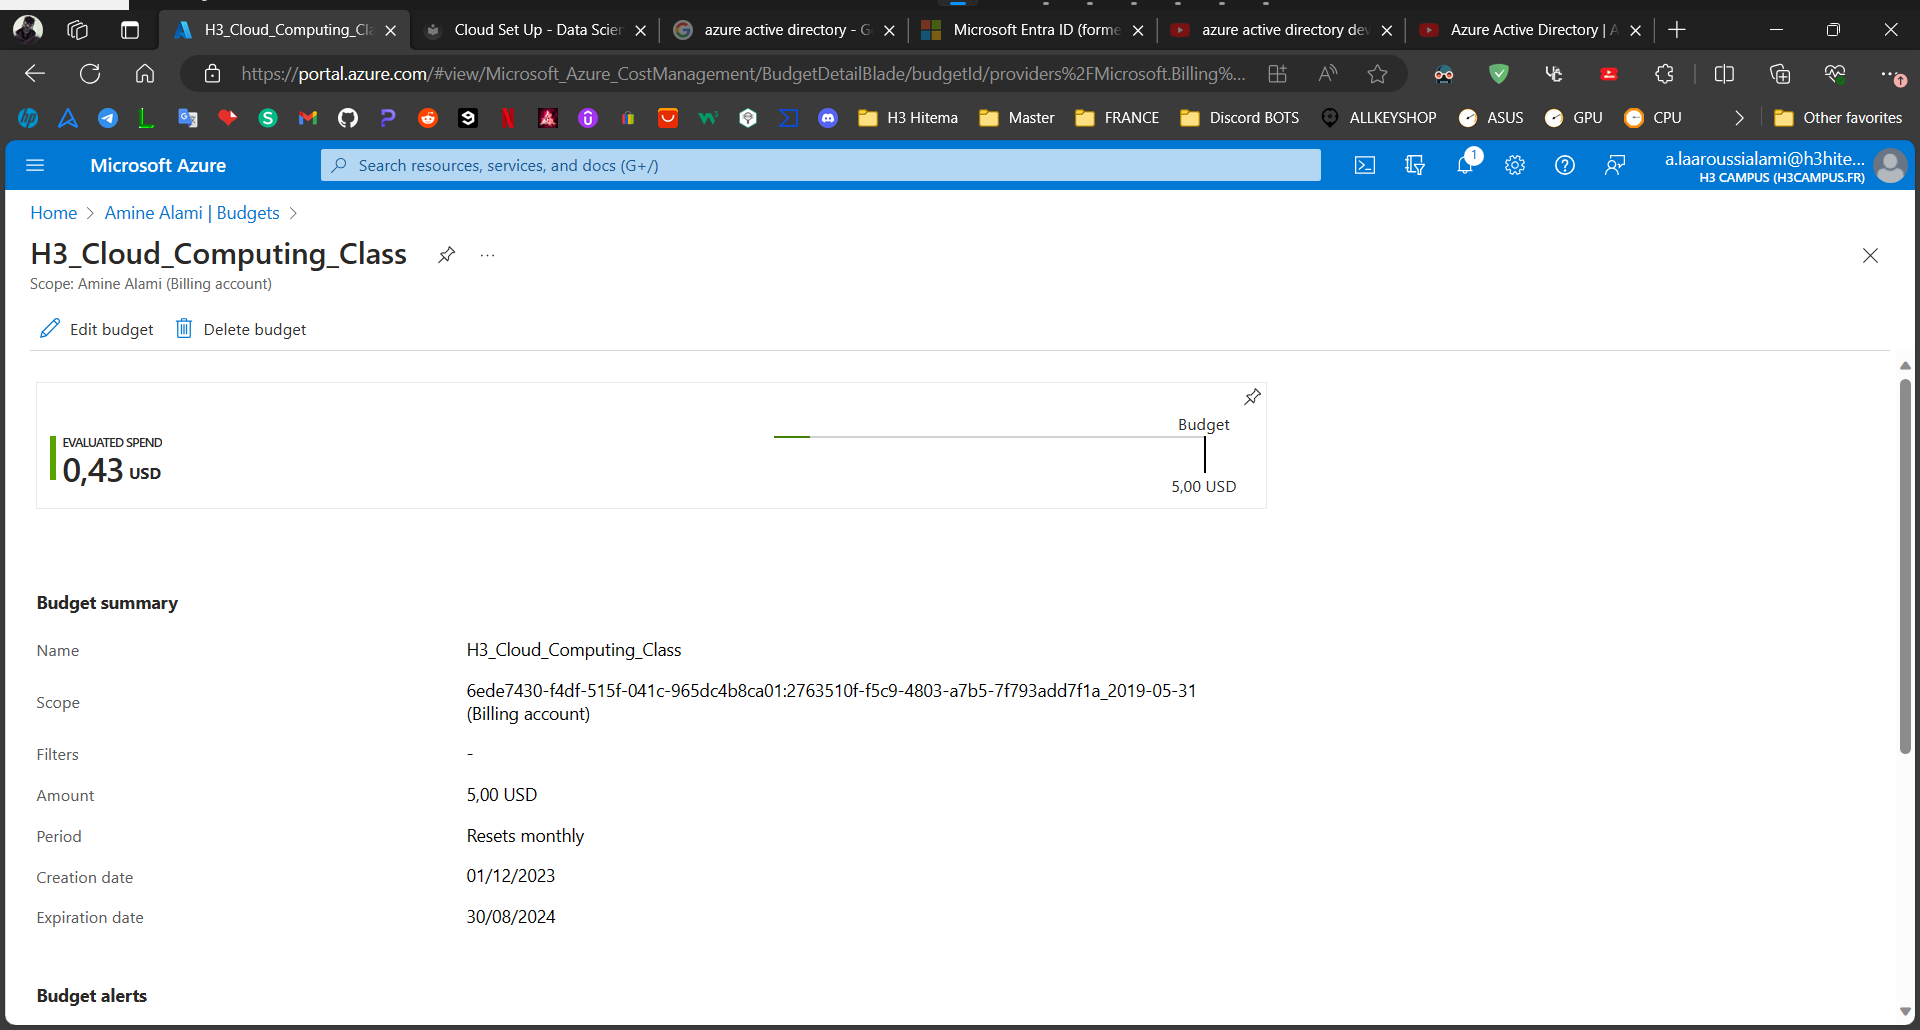 H3_Cloud_Computing_Cla
Cloud Set Up - Data Scien
azure active directory - G
Microsoft Entra ID (forme
azure active directory dev
Azure Active Directory | A
https://portal.azure.com/#view/Microsoft_Azure_CostManagement/BudgetDetailBlade/budgetId/providers%2FMicrosoft.Billing%...
H3 Hitema
Master
FRANCE
Discord BOTS
ALLKEYSHOP
ASUS
GPU
CPU
Other favorites
Microsoft Azure
Search resources, services, and docs (G+/)
1
a.laaroussialami@h3hite...
H3 CAMPUS (H3CAMPUS.FR)
Home > Amine Alami | Budgets >
H3_Cloud_Computing_Class
Scope: Amine Alami (Billing account)
Edit budget
Delete budget
Budget
EVALUATED SPEND
0,43 USD
5,00 USD
Budget summary
Name
H3_Cloud_Computing_Class
Scope
6ede7430-f4df-515f-041c-965dc4b8ca01:2763510f-f5c9-4803-a7b5-7f793add7f1a_2019-05-31
(Billing account)
Filters
-
Amount
5,00 USD
Period
Resets monthly
Creation date
01/12/2023
Expiration date
30/08/2024
Budget alerts